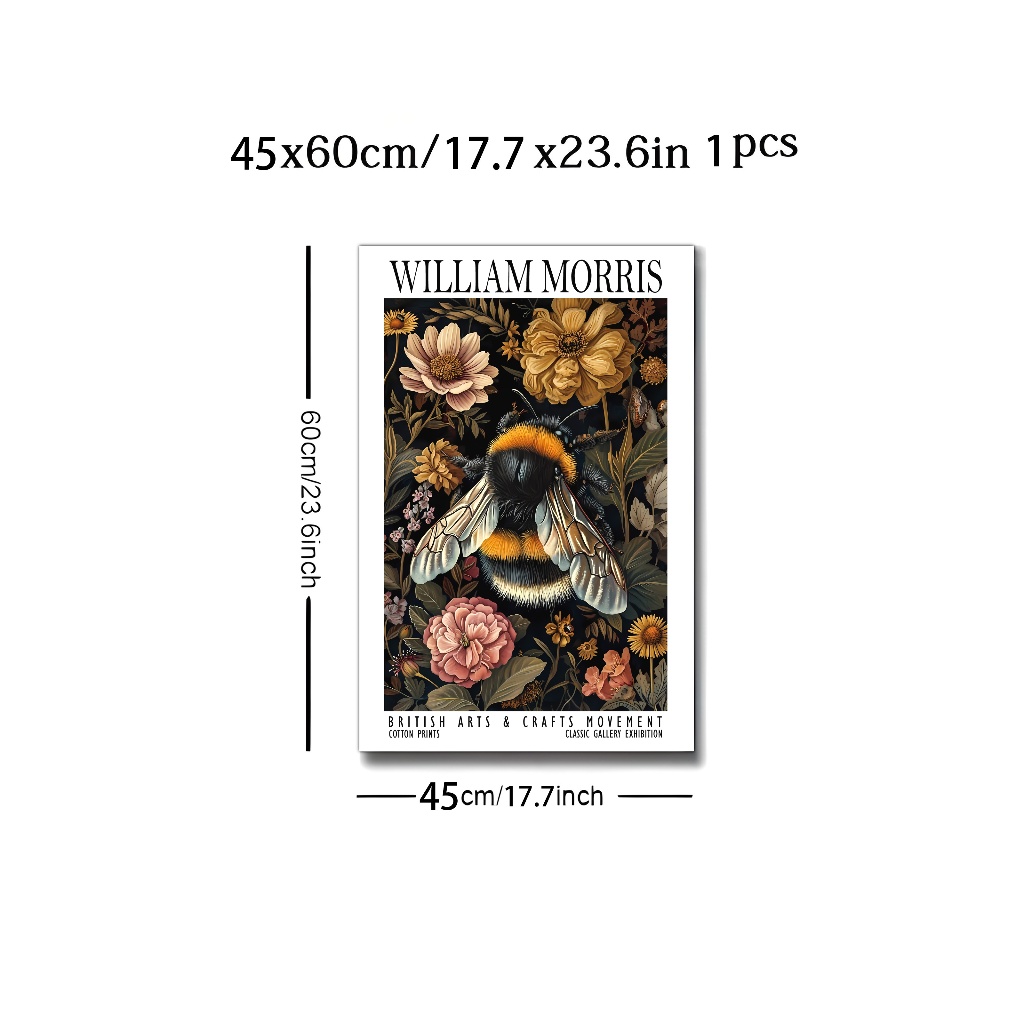 45x60cm/17.7 x23.6in 1pcs
WILLIAM MORRIS
60cm/23.6inch
BRITISH ARTS & CRAFTS MOVEMENT
COTTON PRINTS CLASSIC GALLERY EXHIBITION
45cm/17.7inch